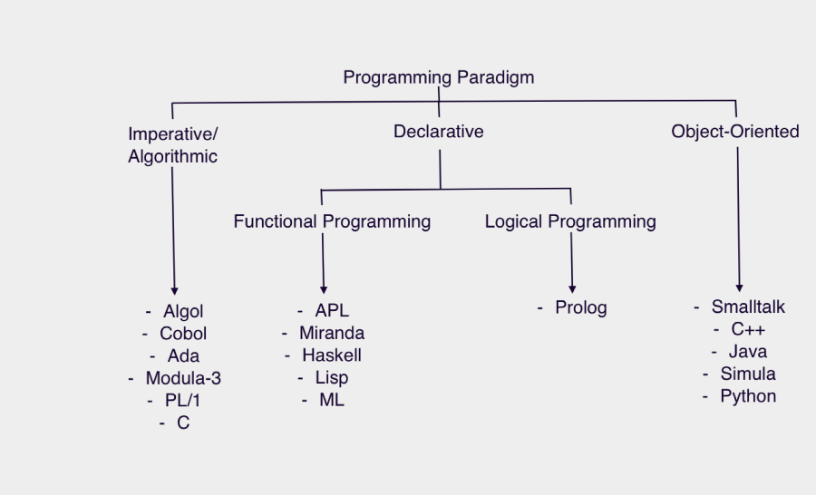 Programming Paradigm
Imperative/
Algorithmic
Declarative
Object-Oriented
Functional Programming
Logical Programming
- Algol
- Cobol
- Ada
- Modula-3
- PL/1
- C
- APL
- Miranda
- Haskell
- Lisp
- ML
- Prolog
- Smalltalk
- C++
- Java
- Simula
- Python